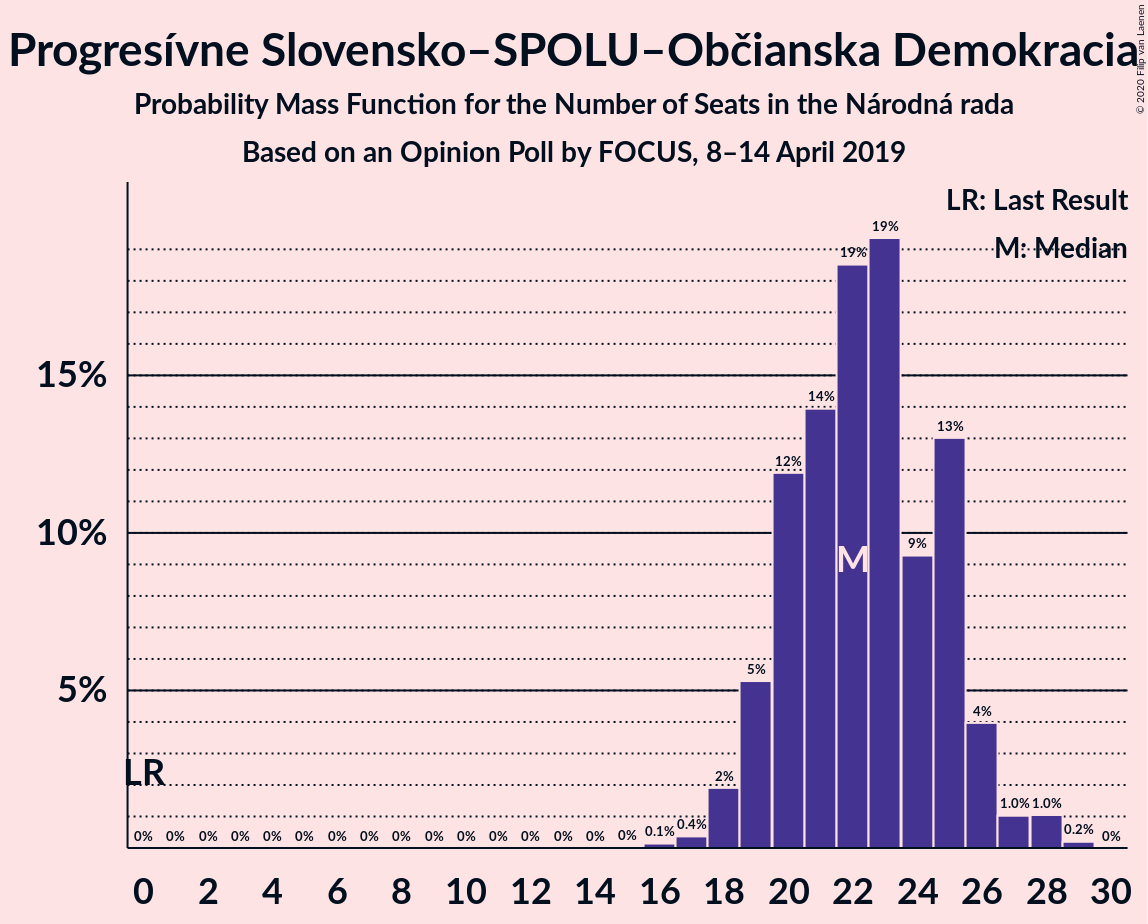 Progresívne Slovensko–SPOLU–Občianska Demokracia
Probability Mass Function for the Number of Seats in the Národná rada
Based on an Opinion Poll by FOCUS, 8–14 April 2019
© 2020 Filip van Laenen
LR: Last Result
M: Median
15%
10%
5%
LR
M
0% 0% 0% 0% 0% 0% 0% 0% 0% 0% 0% 0% 0% 0% 0% 0% 0.1% 0.4% 2% 5% 12% 14% 19% 19% 9% 13% 4% 1.0% 1.0% 0.2% 0%
0 2 4 6 8 10 12 14 16 18 20 22 24 26 28 30